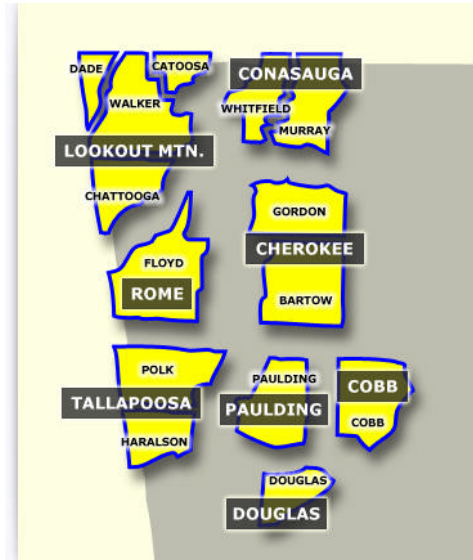 DADE
CATOOSA
WALKER
LOOKOUT MTN.
CHATTOOGA
CONASAUGA
WHITFIELD
MURRAY
FLOYD
ROME
GORDON
CHEROKEE
BARTOW
POLK
TALLAPOOSA
HARALSON
PAULDING
PAULDING
COBB
COBB
DOUGLAS
DOUGLAS